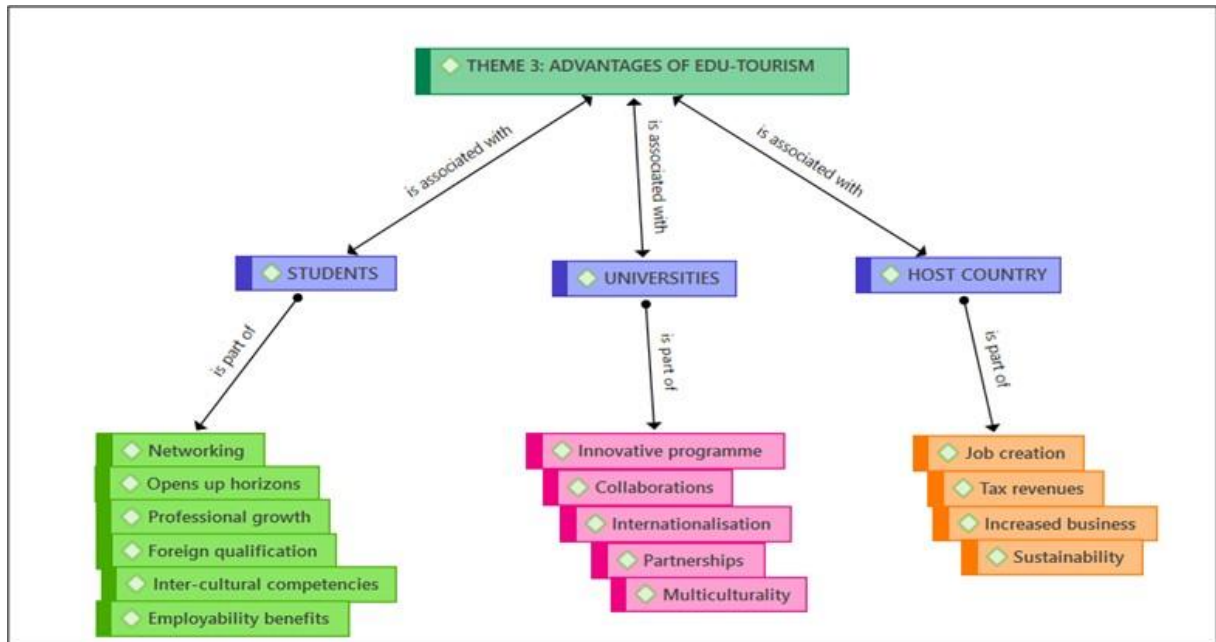 THEME 3: ADVANTAGES OF EDU-TOURISM
is associated with
is associated with
is associated with
STUDENTS
UNIVERSITIES
HOST COUNTRY
is part of
is part of
is part of
Networking
Opens up horizons
Professional growth
Foreign qualification
Inter-cultural competencies
Employability benefits
Innovative programme
Collaborations
Internationalisation
Partnerships
Multiculturality
Job creation
Tax revenues
Increased business
Sustainability